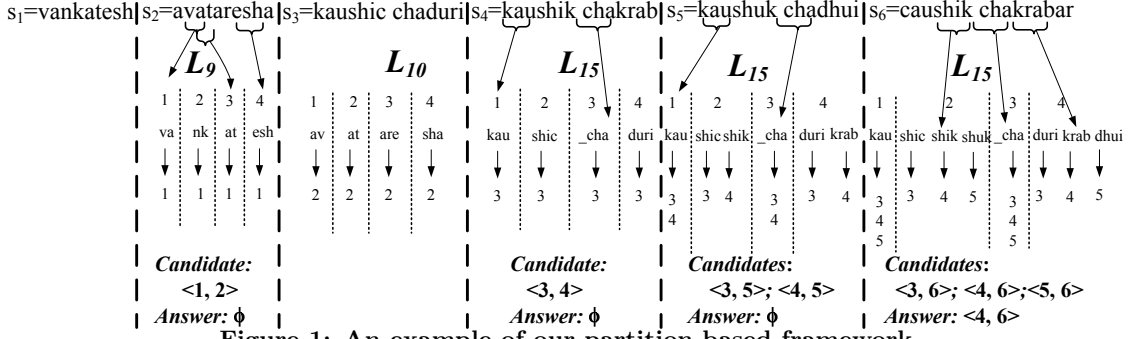 s₁=vankatesh s₂=avataresha s₃=kaushic chaduri s₄=kaushik chakrab s₅=kaushuk chadhui s₆=caushik chakrabar
L₉ L₁₀ L₁₅ L₁₅ L₁₅
1 2 3 4 1 2 3 4 1 2 3 4 1 2 3 4 1 2 3 4
va nk at esh av at are sha kau shic _cha duri kau shic shik _cha duri krab kau shic shik shuk _cha duri krab dhui
1 1 1 1 2 2 2 2 3 3 3 3 3 3 4 3 3 4 3 3 4 5 3 3 4 5
4 4 4 4
5 5
Candidate: Candidate: Candidates: Candidates:
<1, 2> <3, 4> <3, 5>; <4, 5> <3, 6>; <4, 6>;<5, 6>
Answer: ϕ Answer: ϕ Answer: ϕ Answer: <4, 6>
Figure 1: An example of our partition-based framework